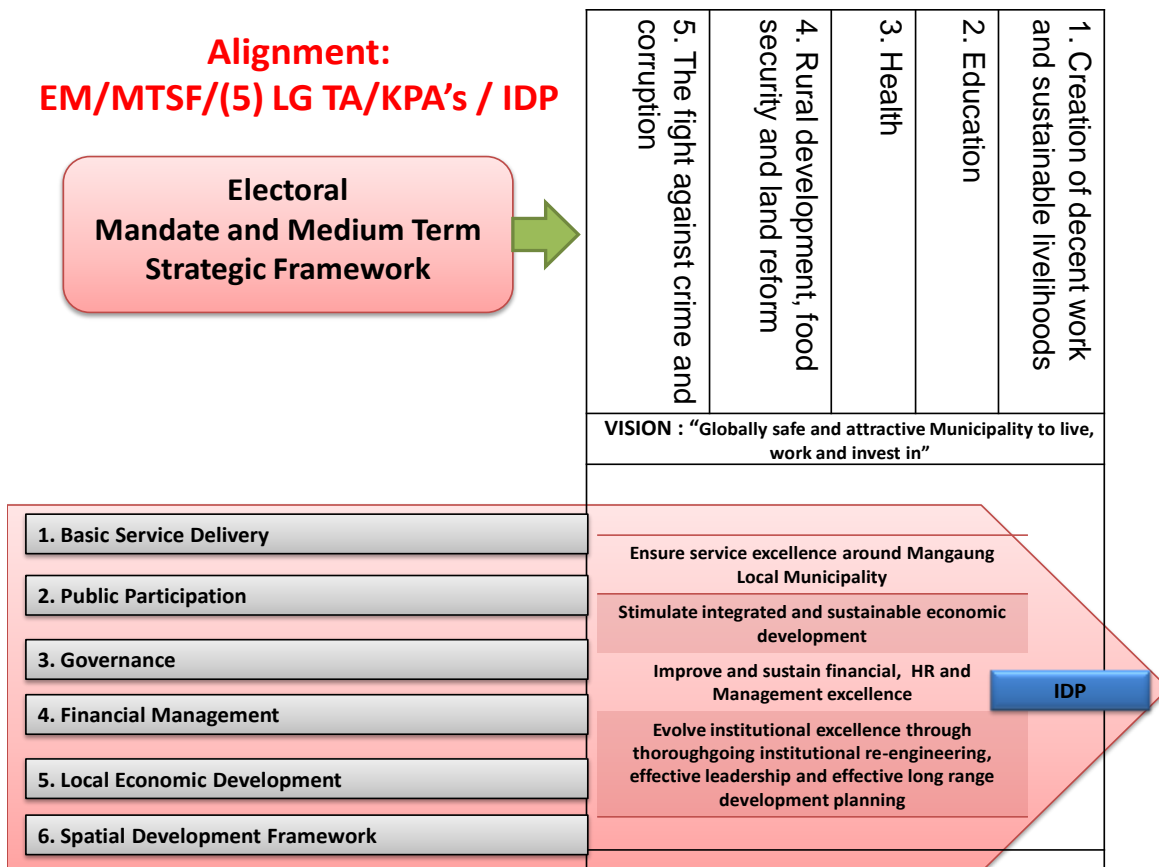 Alignment:
EM/MTSF/(5) LG TA/KPA's / IDP
Electoral
Mandate and Medium Term
Strategic Framework
1. Creation of decent work
and sustainable livelihoods
2. Education
3. Health
4. Rural development, food
security and land reform
5. The fight against crime and
corruption
VISION : “Globally safe and attractive Municipality to live,
work and invest in”
1. Basic Service Delivery
2. Public Participation
3. Governance
4. Financial Management
5. Local Economic Development
6. Spatial Development Framework
Ensure service excellence around Mangaung
Local Municipality
Stimulate integrated and sustainable economic
development
Improve and sustain financial, HR and
Management excellence
Evolve institutional excellence through
thoroughgoing institutional re-engineering,
effective leadership and effective long range
development planning
IDP